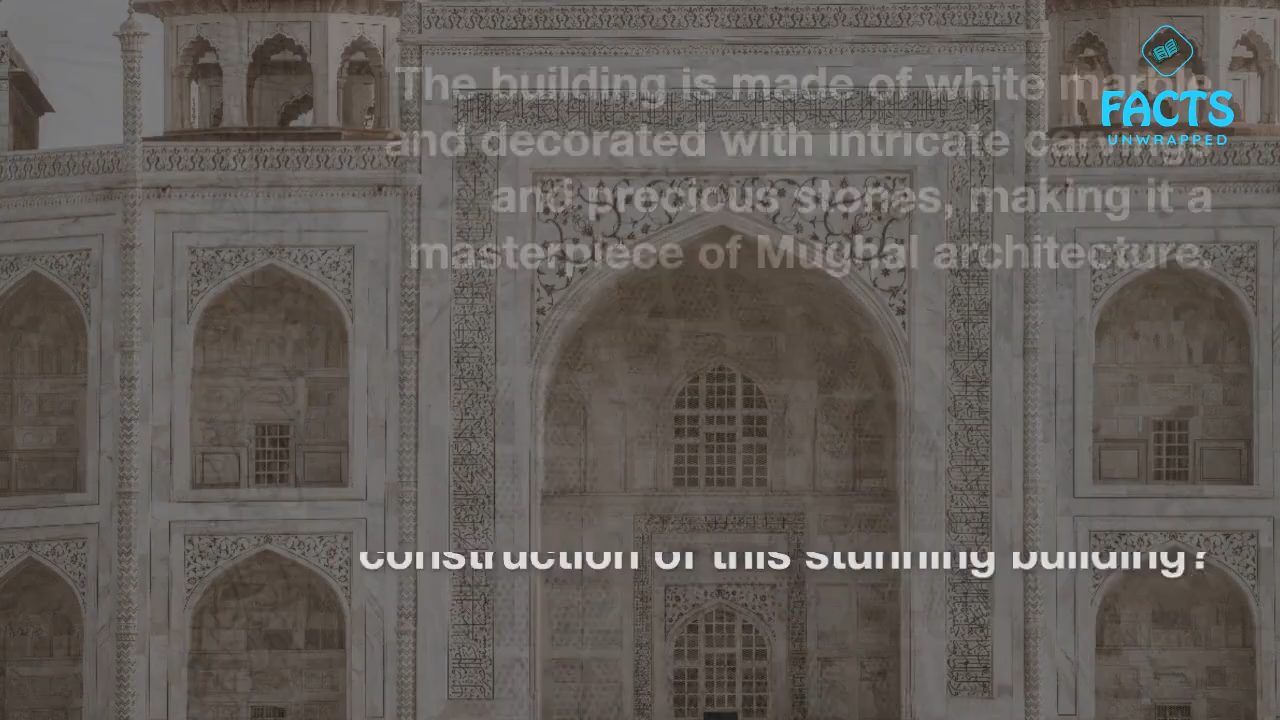 The building is made of white marble
and decorated with intricate carvings
and precious stones, making it a
masterpiece of Mughal architecture.
FACTS
UNWRAPPED
construction of this stunning building?